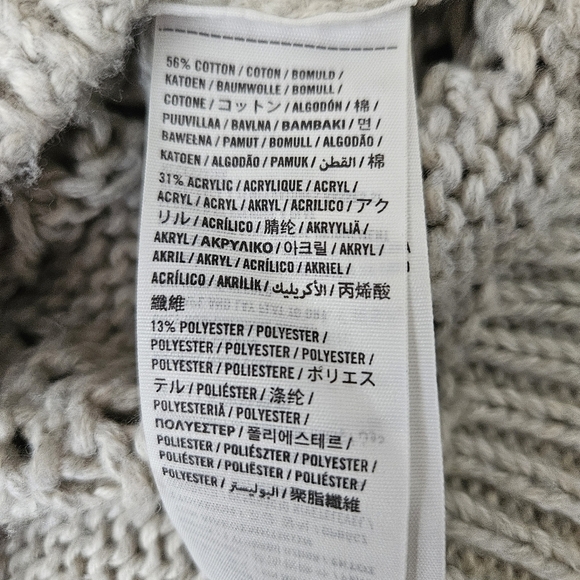 56% COTTON / COTON / BOMULD /
KATOEN / BAUMWOLLE / BOMULL /
COTONE / コットン / ALGODÓN / 棉 /
PUUVILLAA / BAVLNA / ΒΑΜΒΑΚΙ / 면 /
BAWEŁNA / PAMUT / BOMULL / ALGODÃO /
KATOEN / ALGODÃO / PAMUK / القطن / 棉
31% ACRYLIC / ACRYLIQUE / ACRYL /
ACRYL / ACRYL / AKRYL / ACRILICO / アク
リル / ACRÍLICO / 腈纶 / AKRYYLIÄ /
AKRYL / ΑΚΡΥΛΙΚΟ / 아크릴 / AKRYL /
AKRIL / AKRYL / ACRÍLICO / AKRIEL /
ACRÍLICO / AKRİLİK / الأكريليك / 丙烯酸
纖維
13% POLYESTER / POLYESTER /
POLYESTER / POLYESTER / POLYESTER /
POLYESTER / POLIESTERE / ポリエス
テル / POLIÉSTER / 涤纶 /
POLYESTERIÄ / POLYESTER /
ΠΟΛΥΕΣΤΕΡ / 폴리에스테르 /
POLIESTER / POLIÉSZTER / POLYESTER /
POLIÉSTER / POLIËSTER / POLIÉSTER /
POLYESTER / البوليستر / 聚脂纖維